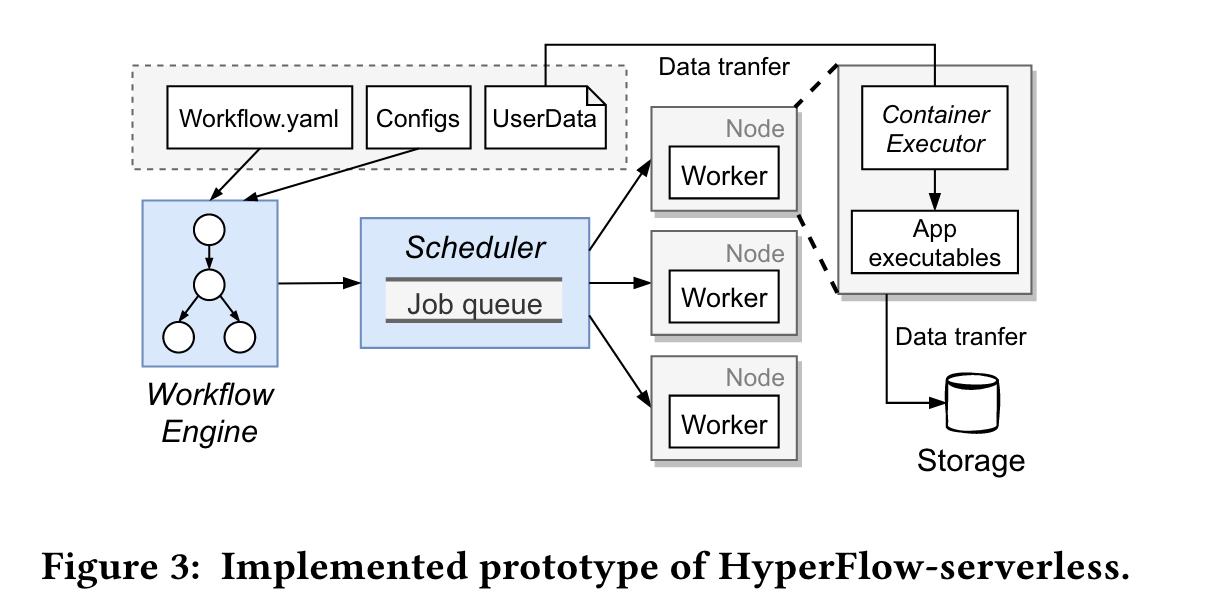 Data tranfer
Workflow.yaml
Configs
UserData
Container
Executor
App
executables
Node
Worker
Scheduler
Job queue
Node
Worker
Node
Worker
Data tranfer
Workflow
Engine
Storage
Figure 3: Implemented prototype of HyperFlow-serverless.